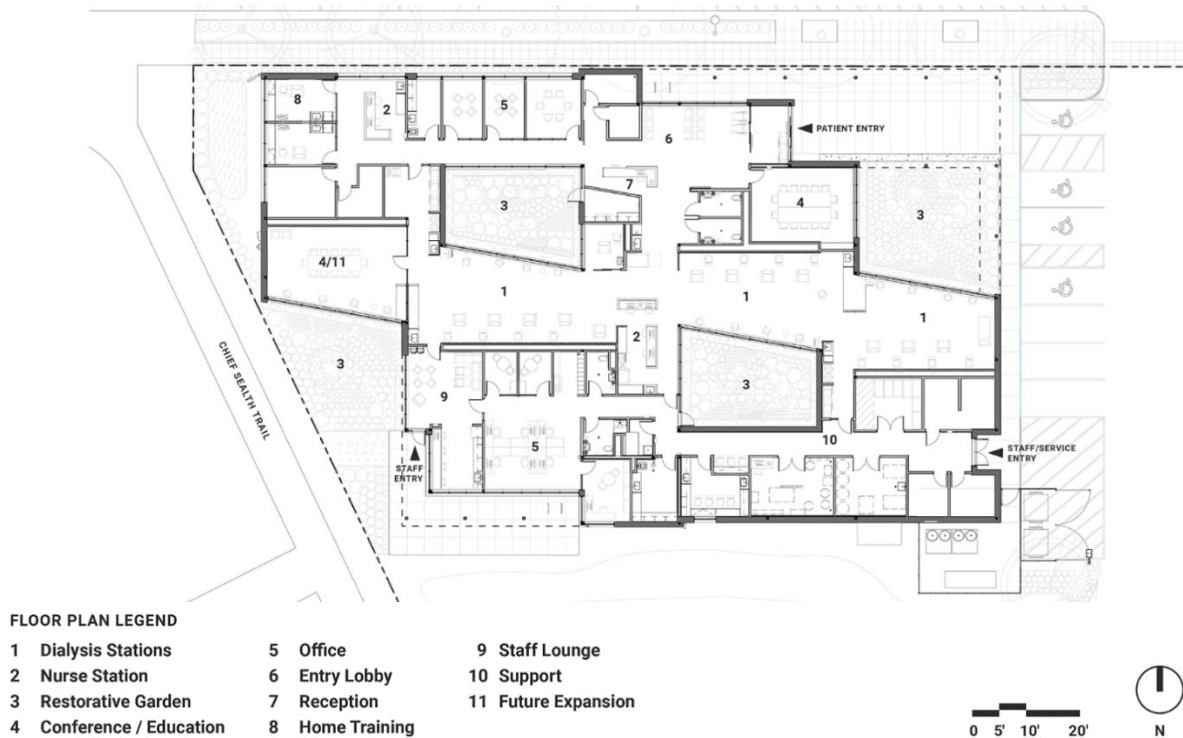 8
2
5
6
PATIENT ENTRY
7
3
4
3
4/11
1
1
1
2
3
3
CHIEF SEALTH TRAIL
9
5
10
STAFF
ENTRY
STAFF/SERVICE
ENTRY
FLOOR PLAN LEGEND
1 Dialysis Stations
2 Nurse Station
3 Restorative Garden
4 Conference / Education
5 Office
6 Entry Lobby
7 Reception
8 Home Training
9 Staff Lounge
10 Support
11 Future Expansion
0 5' 10' 20'
N